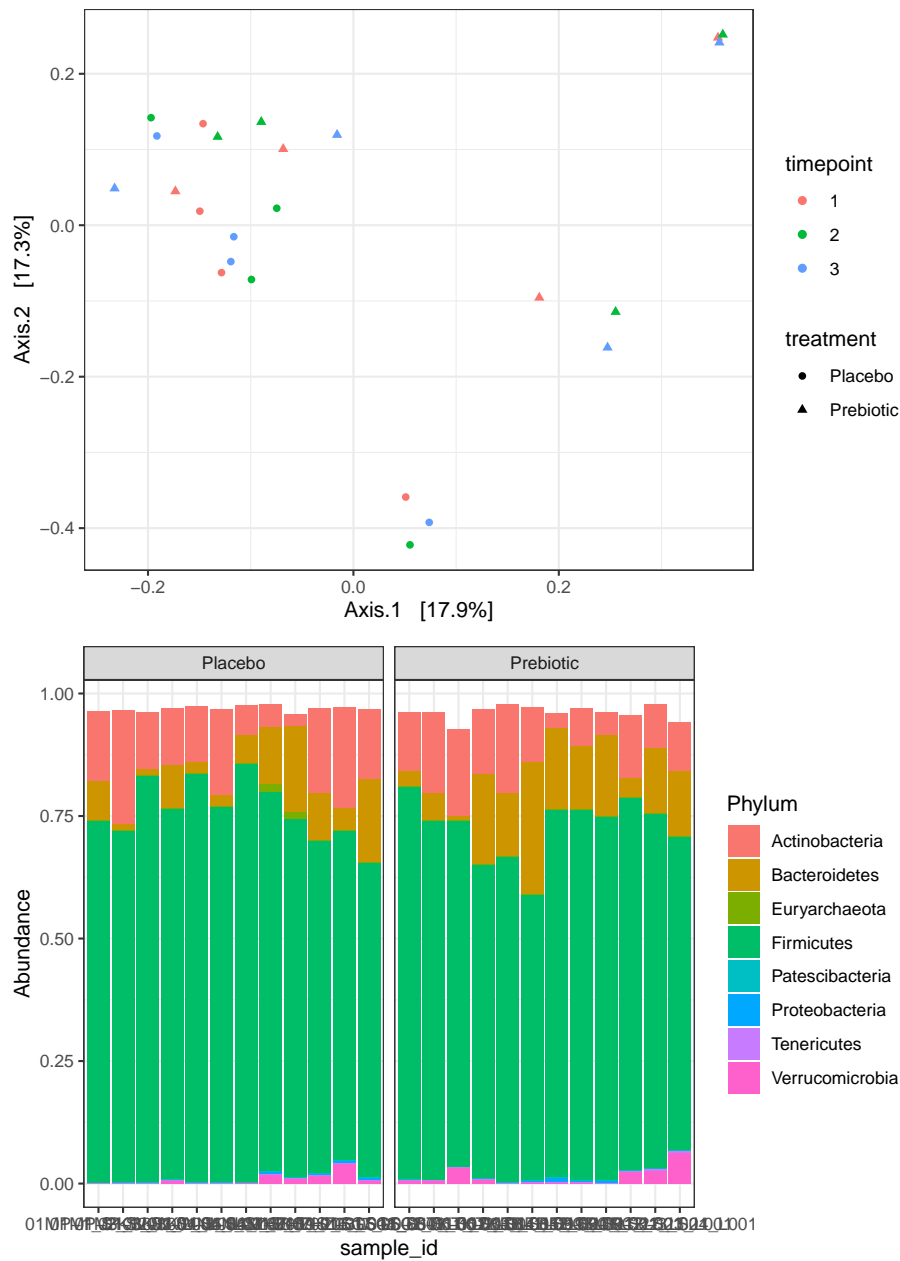 0.2
0.0
−0.2
−0.4
Axis.2 [17.3%]
−0.2 0.0 0.2
Axis.1 [17.9%]
timepoint
1
2
3
treatment
Placebo
Prebiotic
Placebo Prebiotic
1.00
0.75
0.50
0.25
0.00
Abundance
sample_id
Phylum
Actinobacteria
Bacteroidetes
Euryarchaeota
Firmicutes
Patescibacteria
Proteobacteria
Tenericutes
Verrucomicrobia